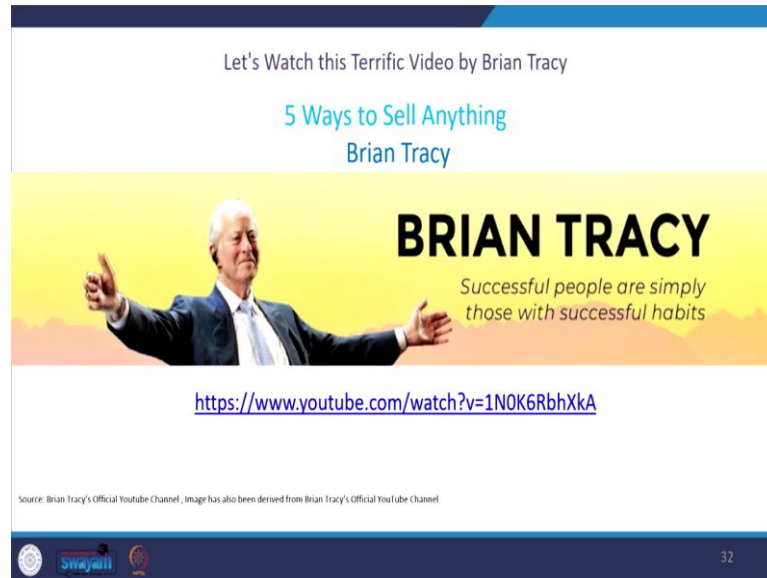 Let's Watch this Terrific Video by Brian Tracy
5 Ways to Sell Anything
Brian Tracy
BRIAN TRACY
Successful people are simply
those with successful habits
https://www.youtube.com/watch?v=1N0K6RbhXkA
Source: Brian Tracy's Official Youtube Channel , Image has also been derived from Brian Tracy's Official YouTube Channel
swayam
32